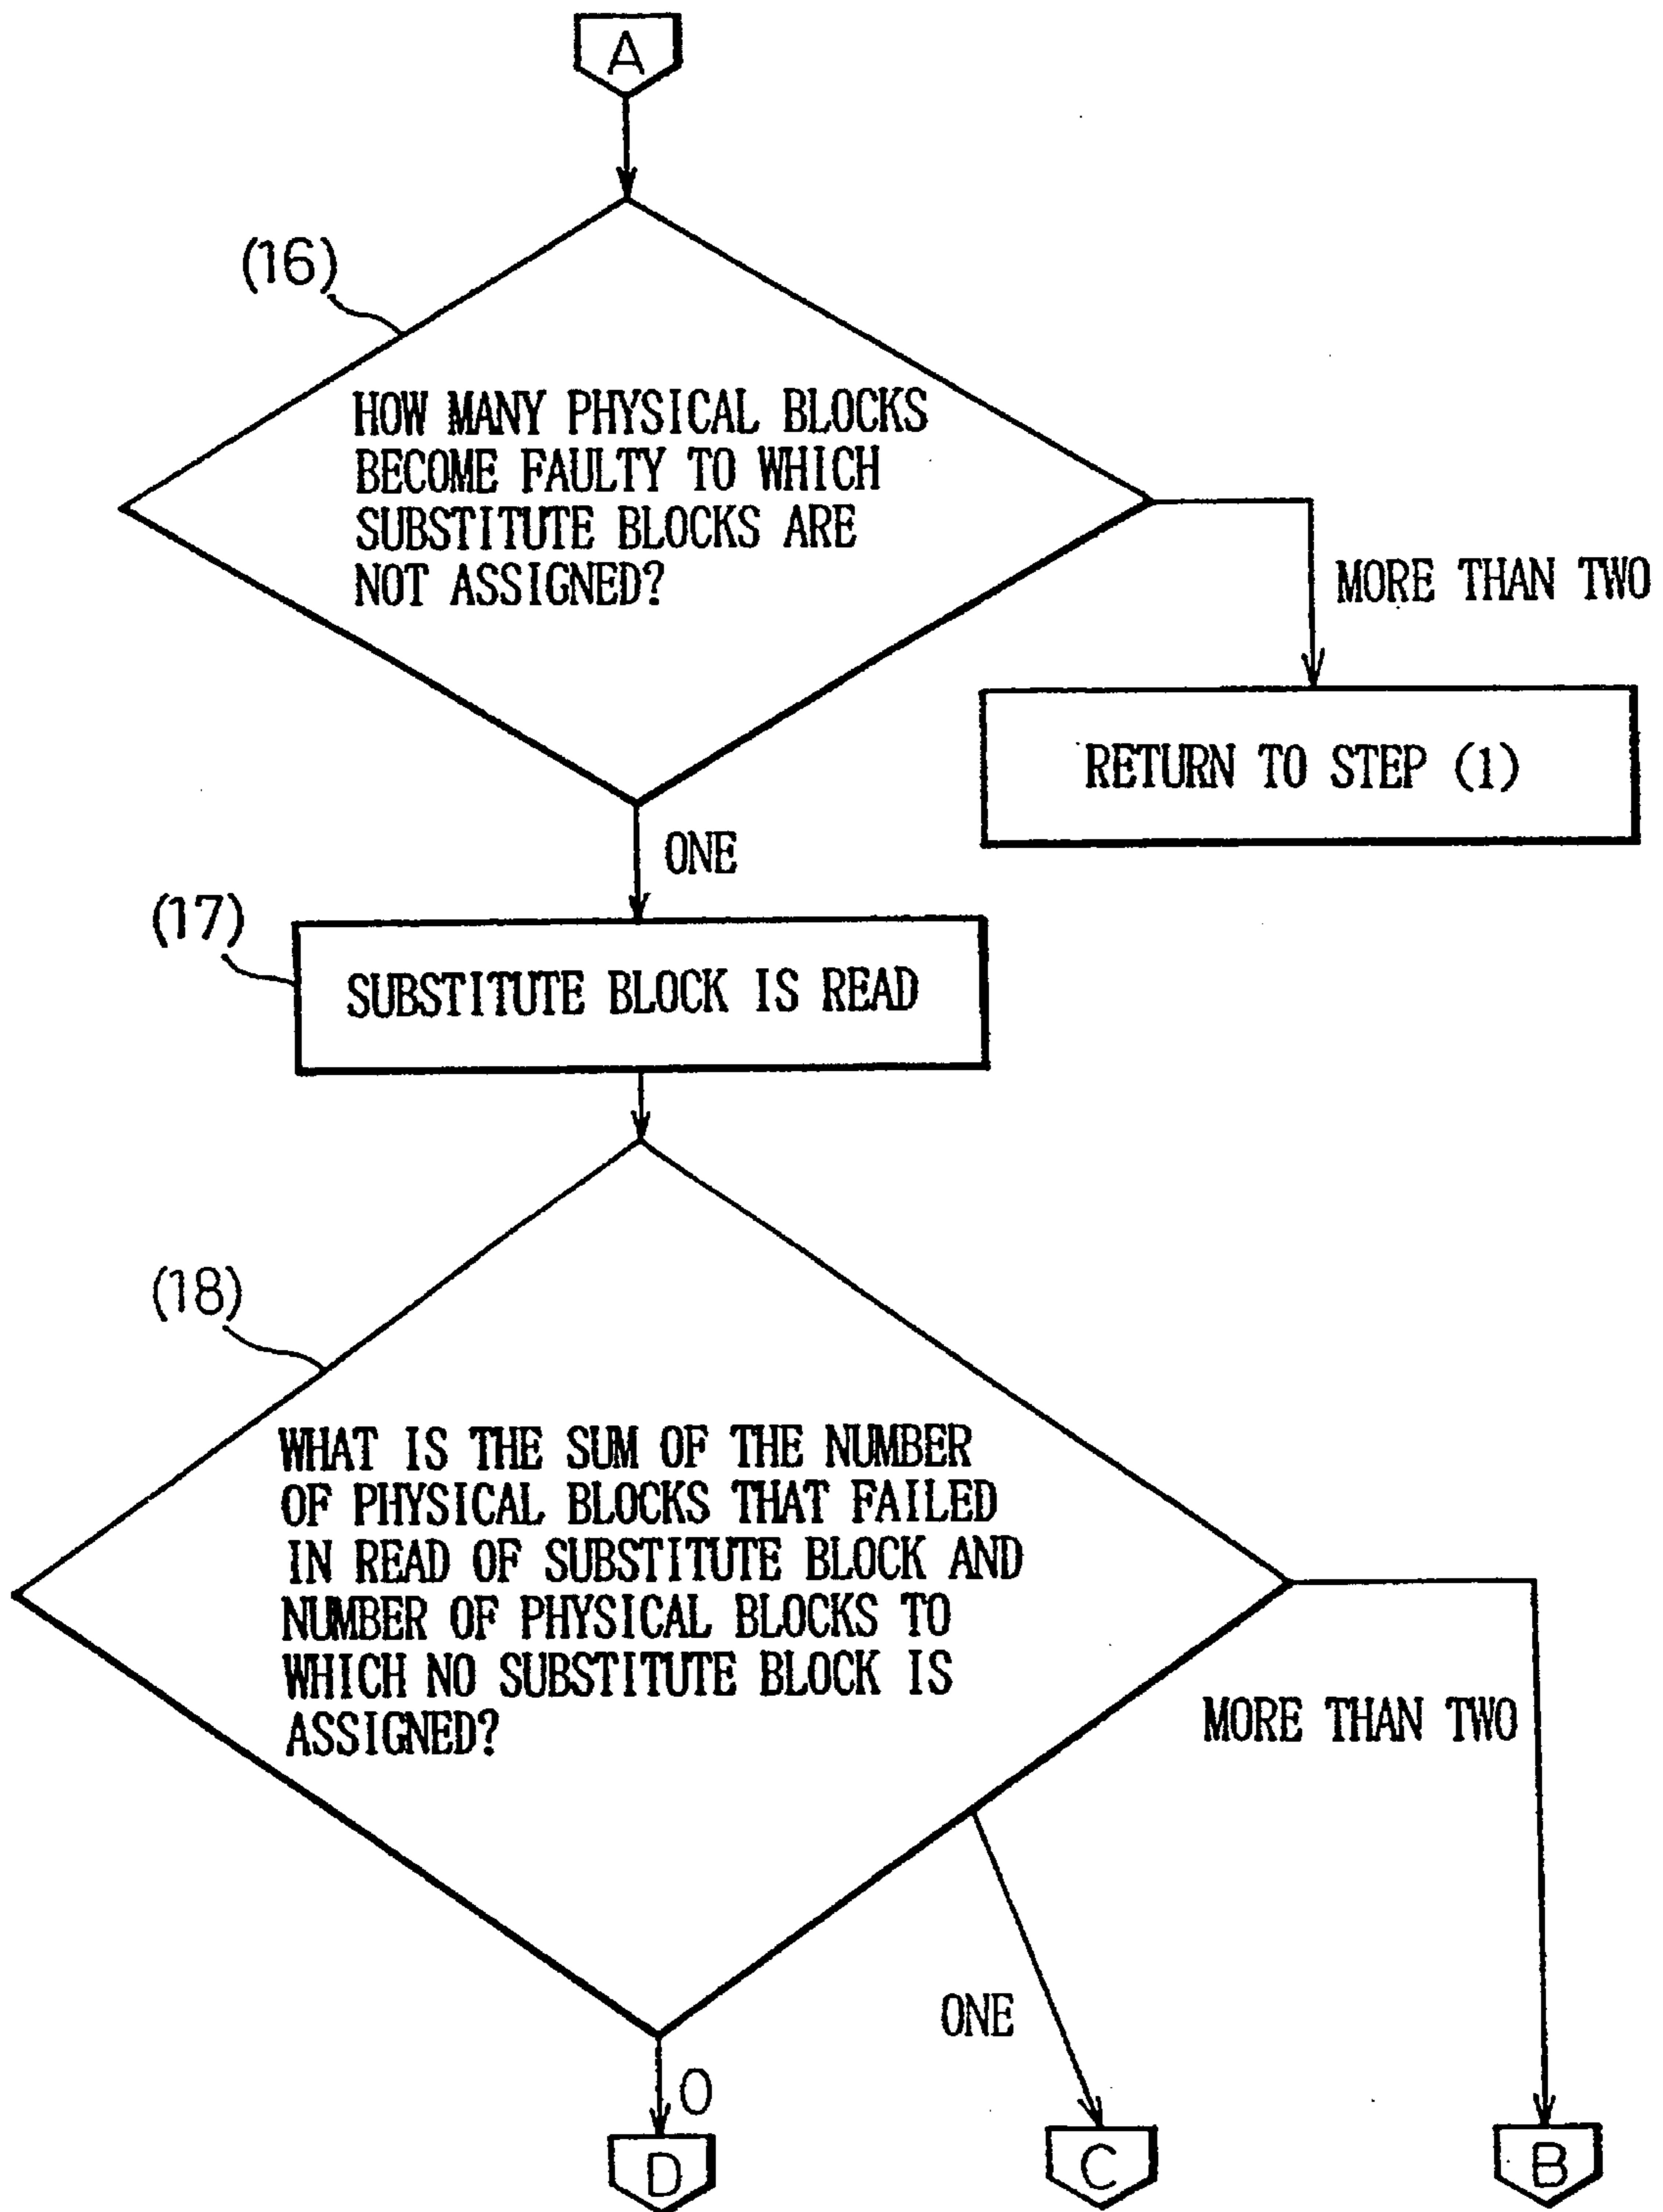 A
(16)
HOW MANY PHYSICAL BLOCKS
BECOME FAULTY TO WHICH
SUBSTITUTE BLOCKS ARE
NOT ASSIGNED?
MORE THAN TWO
RETURN TO STEP (1)
ONE
(17)
SUBSTITUTE BLOCK IS READ
(18)
WHAT IS THE SUM OF THE NUMBER
OF PHYSICAL BLOCKS THAT FAILED
IN READ OF SUBSTITUTE BLOCK AND
NUMBER OF PHYSICAL BLOCKS TO
WHICH NO SUBSTITUTE BLOCK IS
ASSIGNED?
MORE THAN TWO
ONE
0
D
C
B